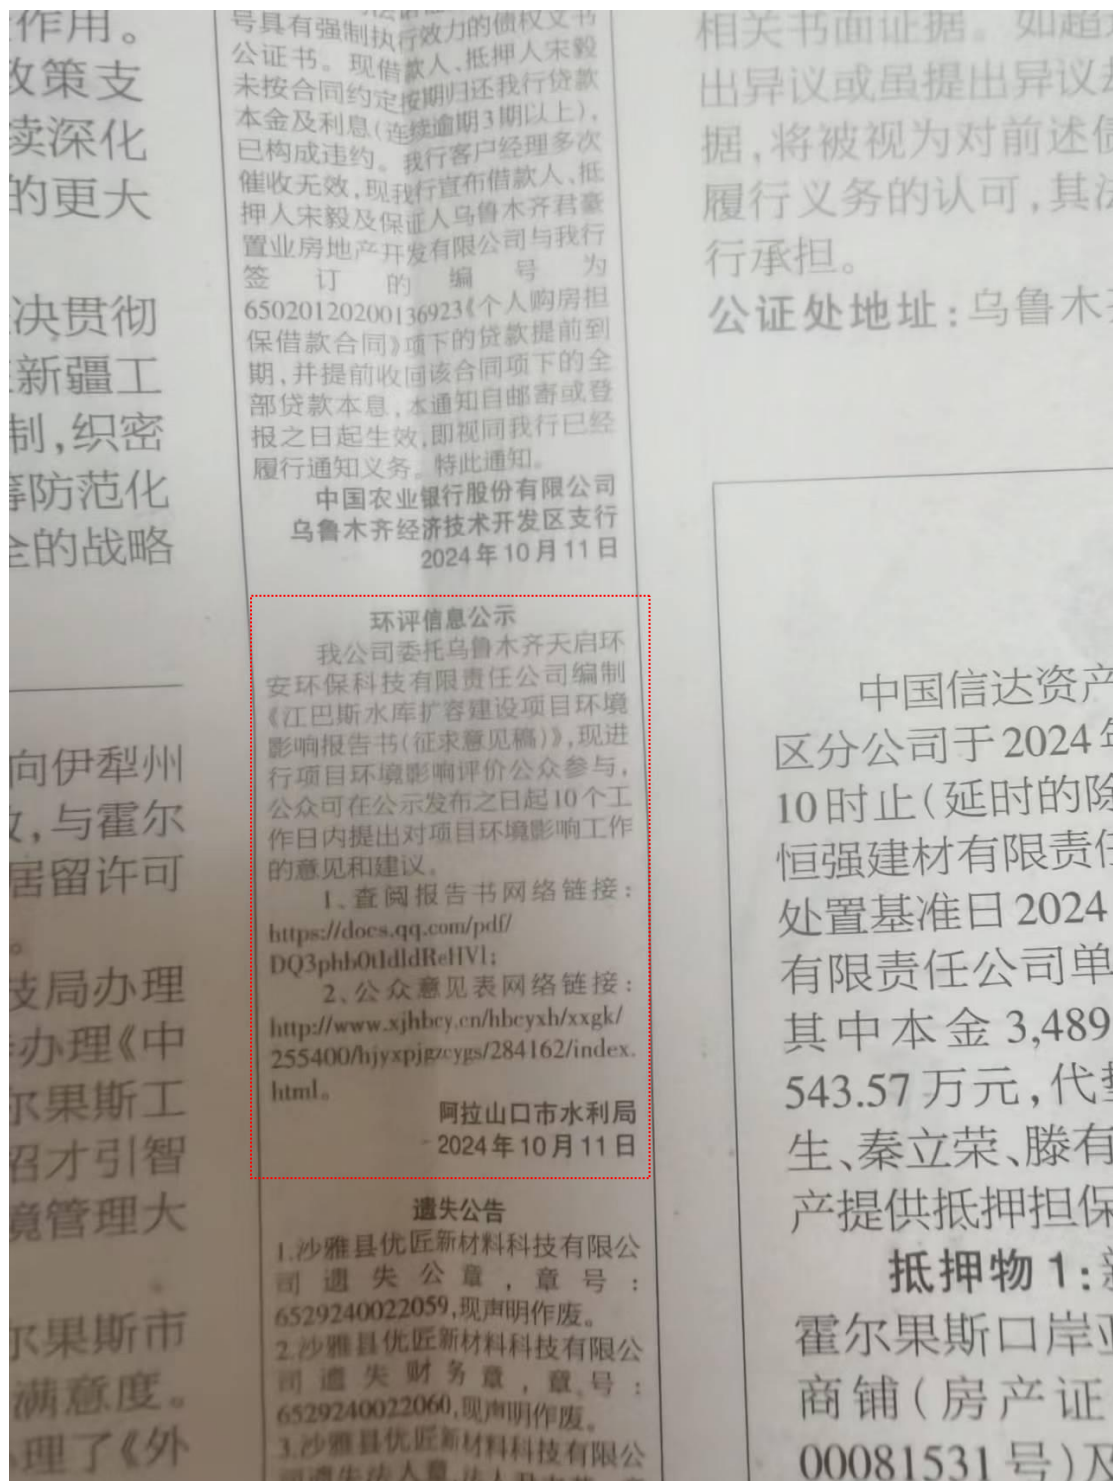 作用。
政策支
续深化
的更大
决贯彻
新疆工
制,织密
等防范化
全的战略
向伊犁州
,与霍尔
居留许可
。
技局办理
办理《中
尔果斯工
招才引智
境管理大
尔果斯市
满意度。
理了《外
号具有强制执行效力的债权文书
公证书。现借款人、抵押人宋毅
未按合同约定按期归还我行贷款
本金及利息(连续逾期3期以上),
已构成违约。我行客户经理多次
催收无效,现我行宣布借款人、抵
押人宋毅及保证人乌鲁木齐君豪
置业房地产开发有限公司与我行
签订的编号为
65020120200136923《个人购房担
保借款合同》项下的贷款提前到
期,并提前收回该合同项下的全
部贷款本息,本通知自邮寄或登
报之日起生效,即视同我行已经
履行通知义务。特此通知。
中国农业银行股份有限公司
乌鲁木齐经济技术开发区支行
2024年10月11日
环评信息公示
我公司委托乌鲁木齐天启环
安环保科技有限责任公司编制
《江巴斯水库扩容建设项目环境
影响报告书(征求意见稿)》,现进
行项目环境影响评价公众参与,
公众可在公示发布之日起10个工
作日内提出对项目环境影响工作
的意见和建议。
1、查阅报告书网络链接:
https://docs.qq.com/pdf/
2、公众意见表网络链接:
http://www.xjhbcy.cn/hbcyxh/xxgk/
255400/hjyxpjgzcygs/284162/index.
html。
阿拉山口市水利局
2024年10月11日
遗失公告
1.沙雅县优匠新材料科技有限公
司遗失公章,章号:
6529240022059,现声明作废。
2.沙雅县优匠新材料科技有限公
司遗失财务章,章号:
6529240022060,现声明作废。
3.沙雅县优匠新材料科技有限公
相关书面证据。如超
出异议或虽提出异议
据,将被视为对前述
履行义务的认可,其
行承担。
公证处地址:乌鲁木
中国信达资产
区分公司于2024年
10时止(延时的除
恒强建材有限责任
处置基准日2024
有限责任公司单
其中本金3,489
543.57万元,代
生、秦立荣、滕有
产提供抵押担保
抵押物1:
霍尔果斯口岸
商铺(房产证
00081531号)及